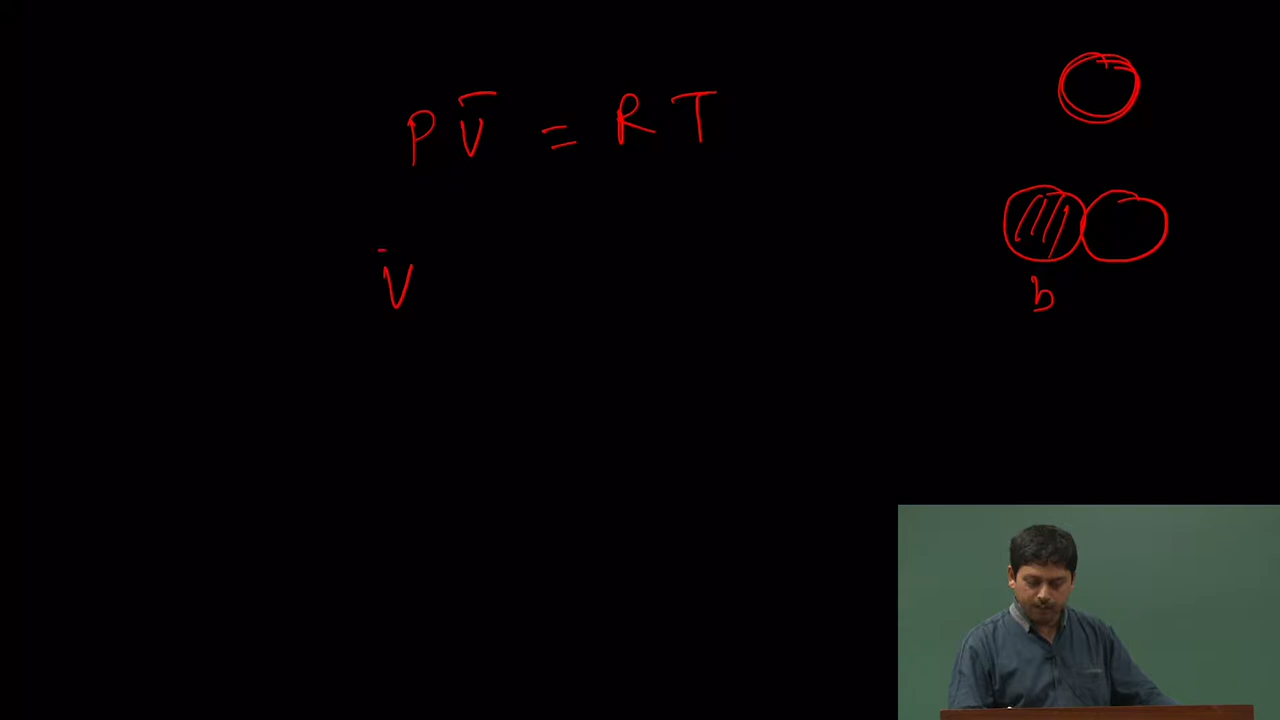 P V̄ = R T
V̄
b